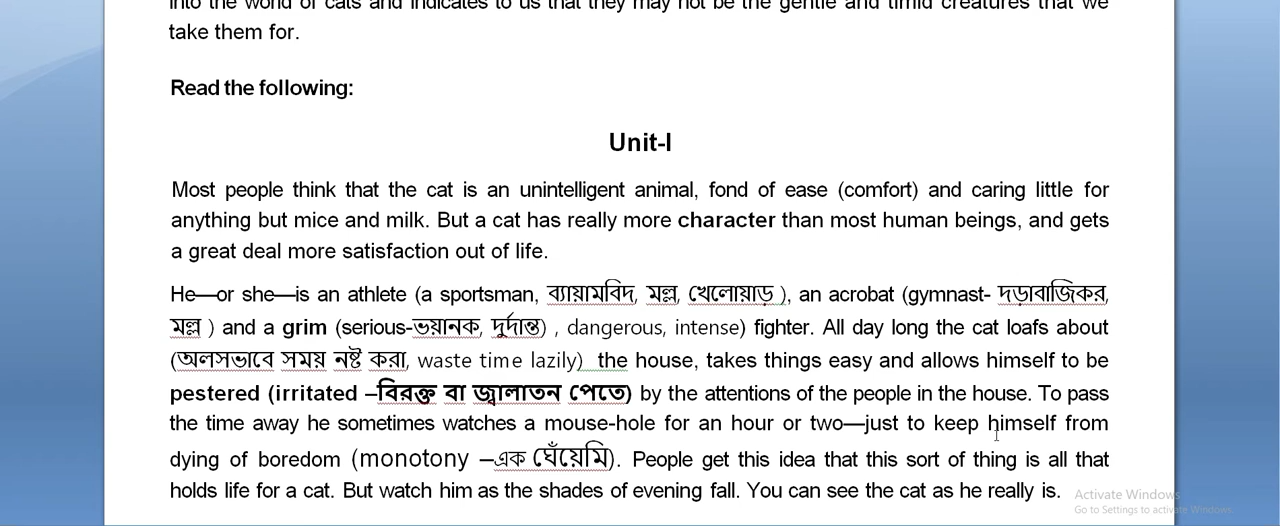 into the world of cats and indicates to us that they may not be the gentle and timid creatures that we
take them for.
Read the following:
Unit-I
Most people think that the cat is an unintelligent animal, fond of ease (comfort) and caring little for
anything but mice and milk. But a cat has really more character than most human beings, and gets
a great deal more satisfaction out of life.
He—or she—is an athlete (a sportsman, ব্যায়ামবিদ, মল্ল, খেলোয়াড় ), an acrobat (gymnast- দড়াবাজিকর,
মল্ল ) and a grim (serious-ভয়ানক, দুর্দান্ত) , dangerous, intense) fighter. All day long the cat loafs about
(অলসভাবে সময় নষ্ট করা, waste time lazily) the house, takes things easy and allows himself to be
pestered (irritated –বিরক্ত বা জ্বালাতন পেতে) by the attentions of the people in the house. To pass
the time away he sometimes watches a mouse-hole for an hour or two—just to keep himself from
dying of boredom (monotony –এক ঘেঁয়েমি). People get this idea that this sort of thing is all that
holds life for a cat. But watch him as the shades of evening fall. You can see the cat as he really is.
Activate Windows
Go to Settings to activate Windows.